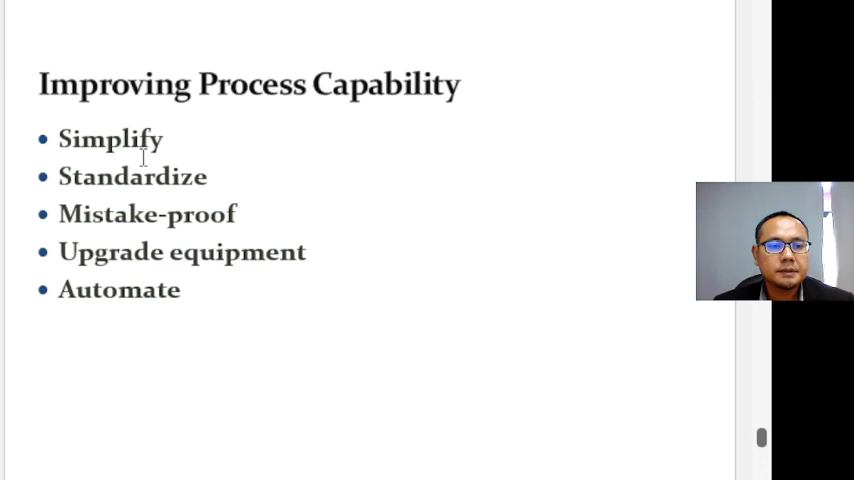 Improving Process Capability
• Simplify
• Standardize
• Mistake-proof
• Upgrade equipment
• Automate